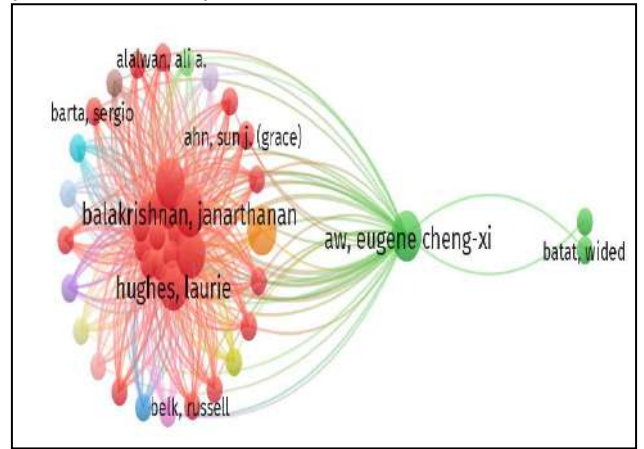 alalwan, ali a.
barta, sergio
ahn, sun j. (grace)
balakrishnan, janarthanan
aw, eugene cheng-xi
batat, wided
hughes, laurie
belk, russell